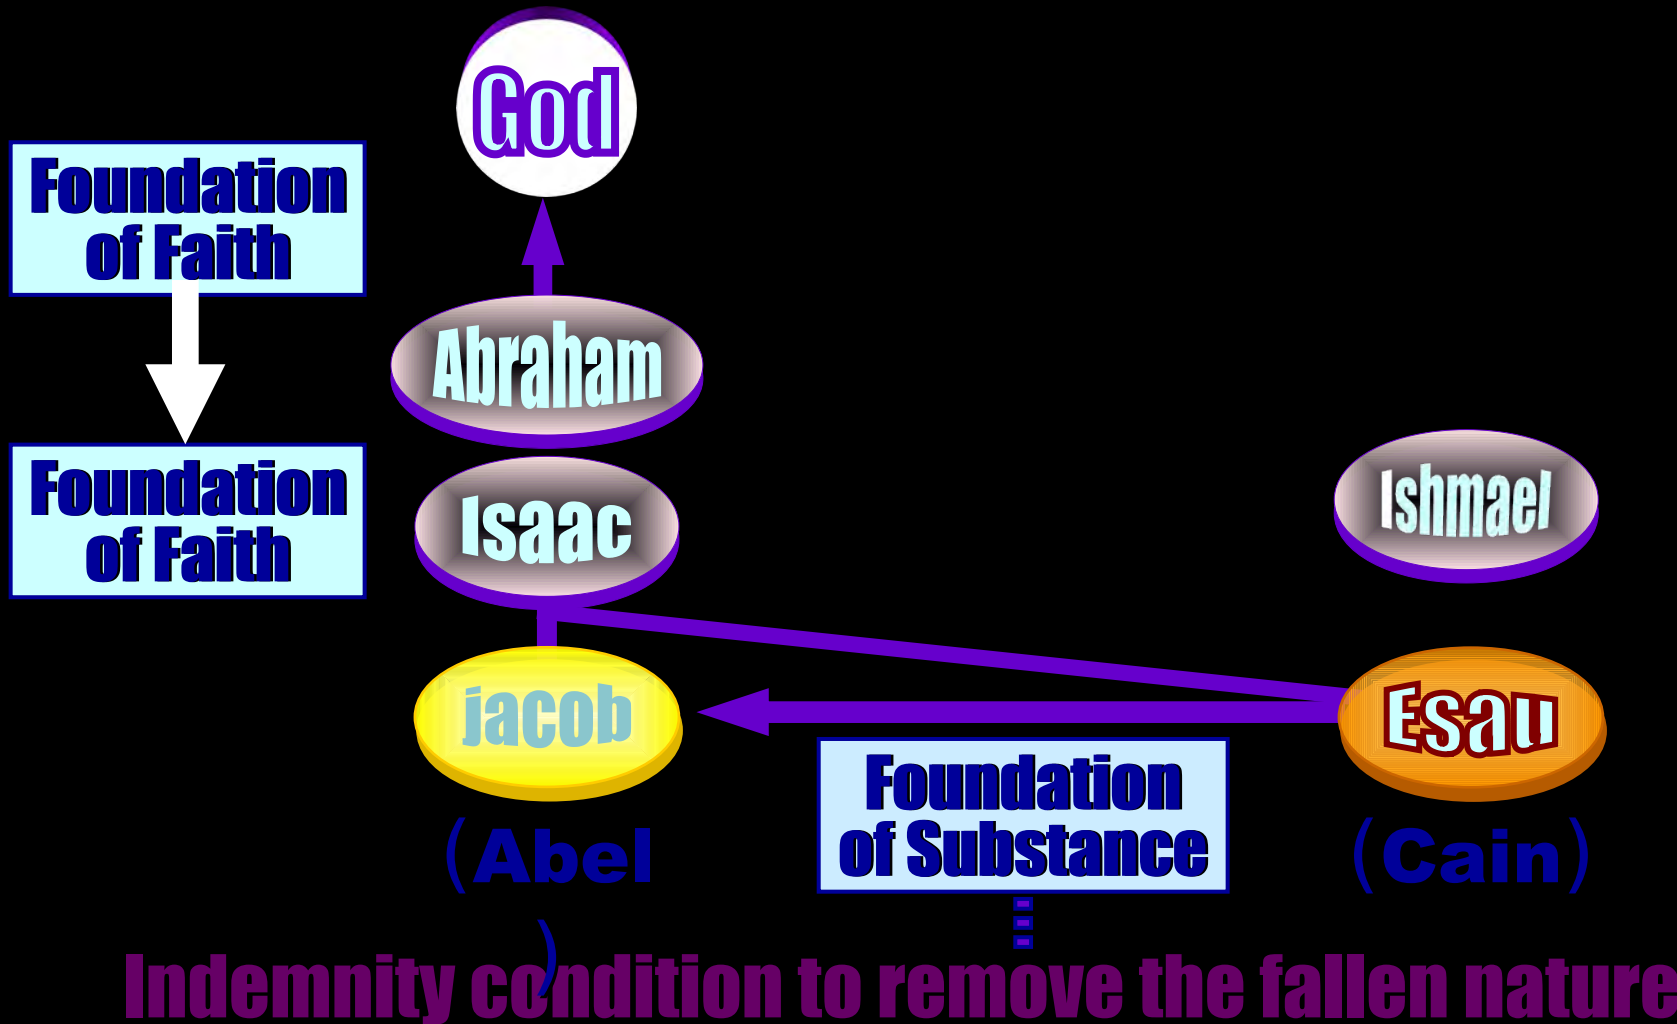 God
Foundation
of Faith
Abraham
Foundation
of Faith
Isaac
Ishmael
jacob
Esau
Foundation
of Substance
(Abel
)
(Cain)
Indemnity condition to remove the fallen nature